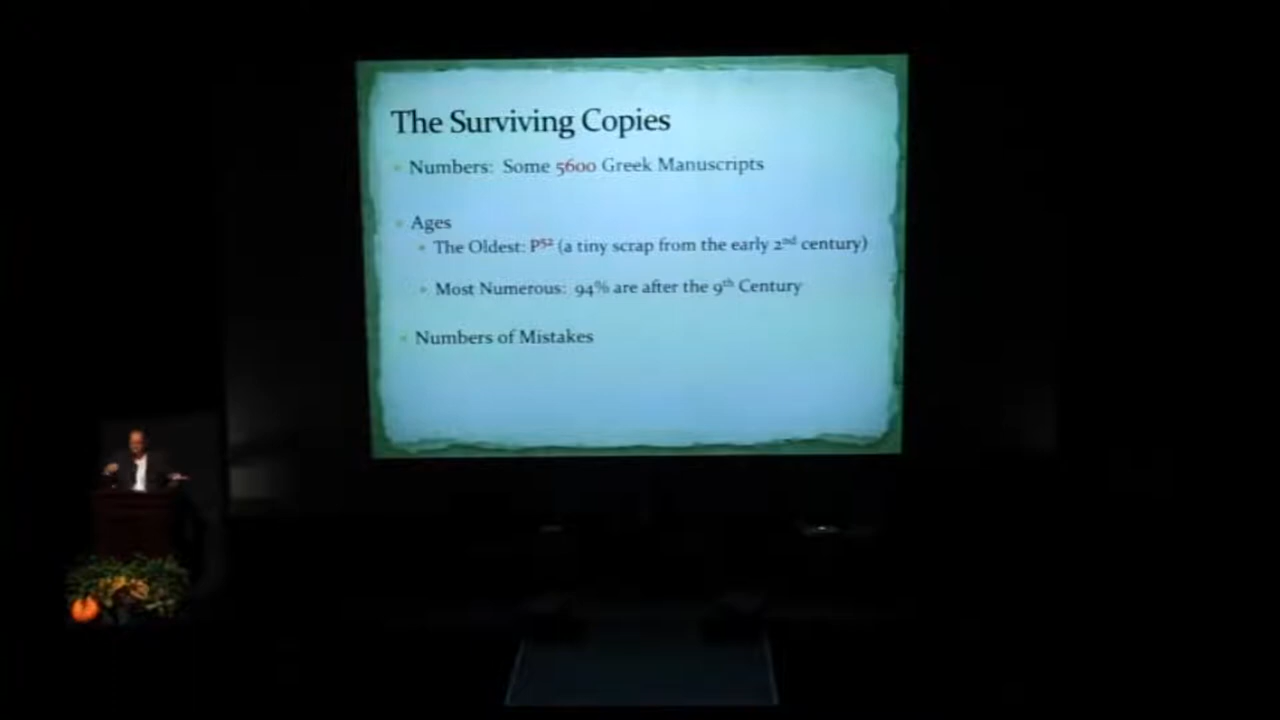 The Surviving Copies
Numbers: Some 5600 Greek Manuscripts
Ages
The Oldest: P⁵² (a tiny scrap from the early 2ⁿᵈ century)
Most Numerous: 94% are after the 9ᵗʰ Century
Numbers of Mistakes